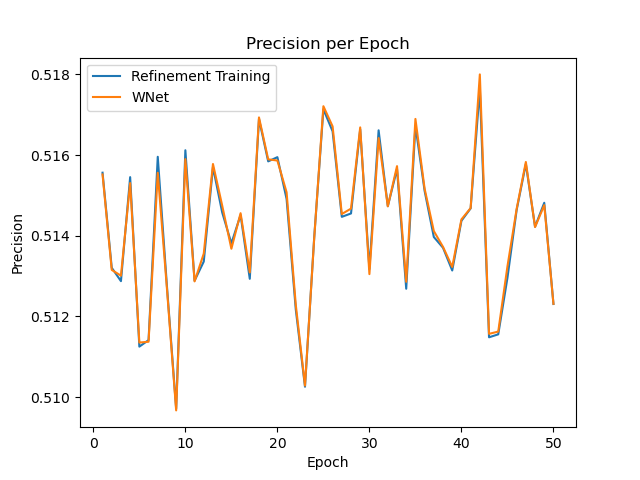 Precision per Epoch
Refinement Training
WNet
0.518
0.516
0.514
0.512
0.510
Precision
0
10
20
30
40
50
Epoch